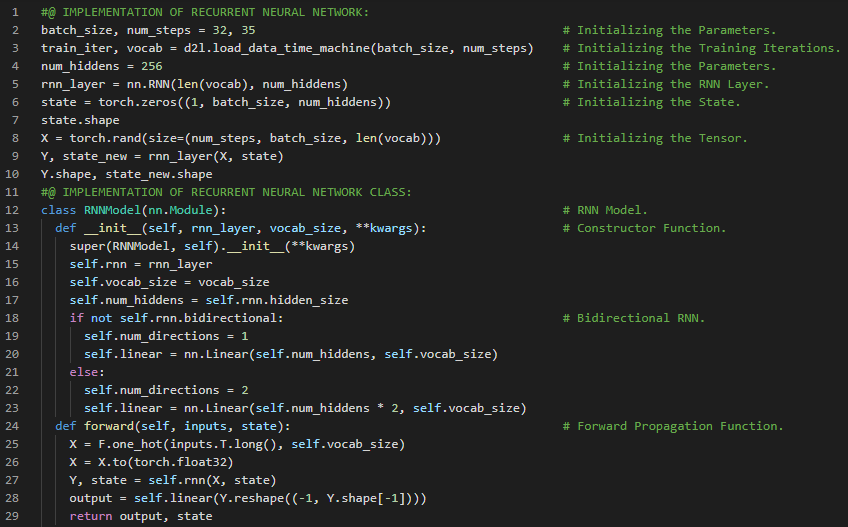 1 #@ IMPLEMENTATION OF RECURRENT NEURAL NETWORK:
2 batch_size, num_steps = 32, 35 # Initializing the Parameters.
3 train_iter, vocab = d2l.load_data_time_machine(batch_size, num_steps) # Initializing the Training Iterations.
4 num_hiddens = 256 # Initializing the Parameters.
5 rnn_layer = nn.RNN(len(vocab), num_hiddens) # Initializing the RNN Layer.
6 state = torch.zeros((1, batch_size, num_hiddens)) # Initializing the State.
7 state.shape
8 X = torch.rand(size=(num_steps, batch_size, len(vocab))) # Initializing the Tensor.
9 Y, state_new = rnn_layer(X, state)
10 Y.shape, state_new.shape
11 #@ IMPLEMENTATION OF RECURRENT NEURAL NETWORK CLASS:
12 class RNNModel(nn.Module): # RNN Model.
13   def __init__(self, rnn_layer, vocab_size, **kwargs): # Constructor Function.
14     super(RNNModel, self).__init__(**kwargs)
15     self.rnn = rnn_layer
16     self.vocab_size = vocab_size
17     self.num_hiddens = self.rnn.hidden_size
18     if not self.rnn.bidirectional: # Bidirectional RNN.
19       self.num_directions = 1
20       self.linear = nn.Linear(self.num_hiddens, self.vocab_size)
21     else:
22       self.num_directions = 2
23       self.linear = nn.Linear(self.num_hiddens * 2, self.vocab_size)
24   def forward(self, inputs, state): # Forward Propagation Function.
25     X = F.one_hot(inputs.T.long(), self.vocab_size)
26     X = X.to(torch.float32)
27     Y, state = self.rnn(X, state)
28     output = self.linear(Y.reshape((-1, Y.shape[-1])))
29     return output, state